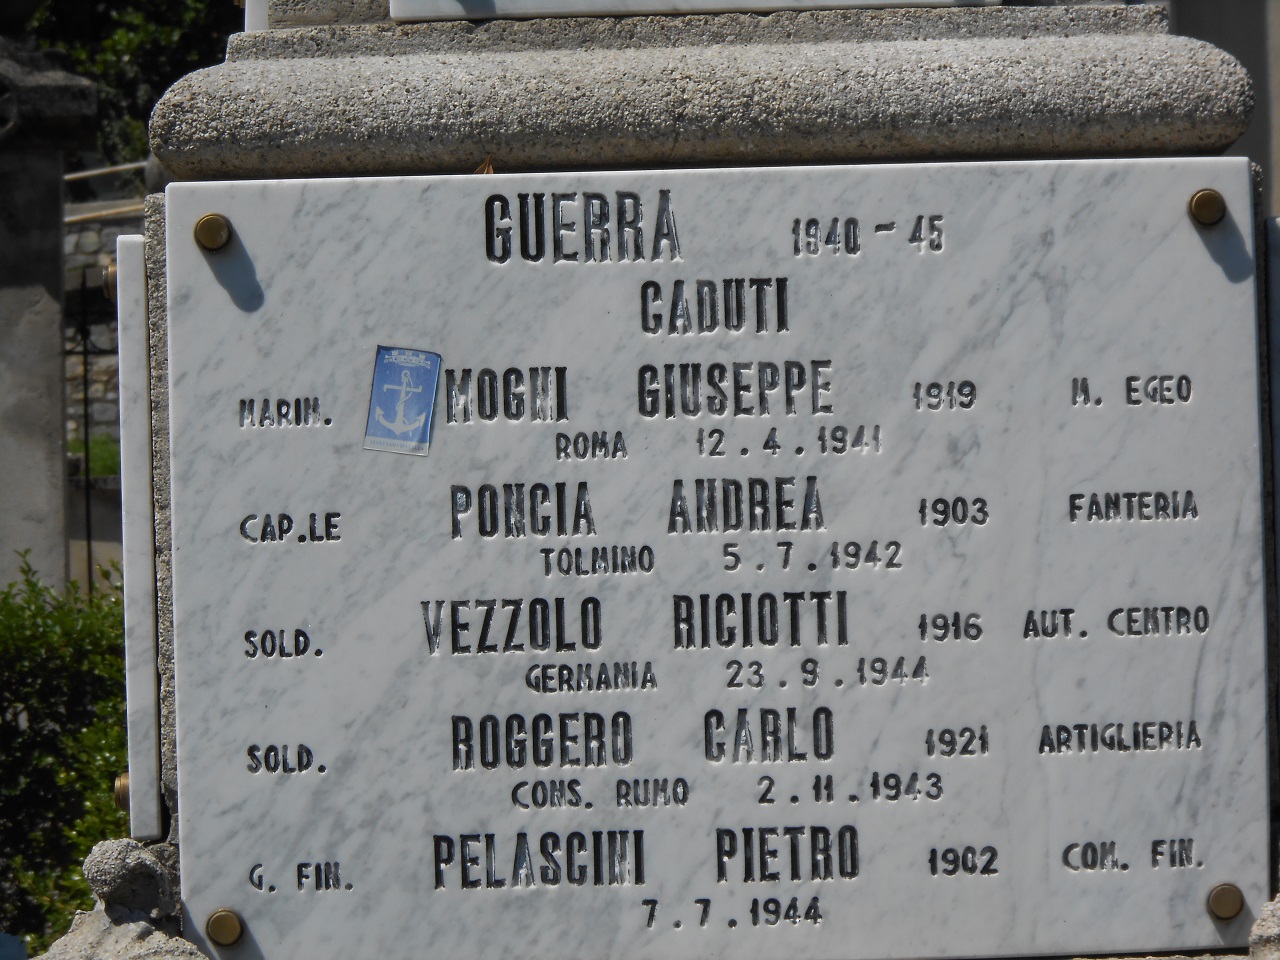 GUERRA 1940 - 45
CADUTI
MARIM. MOGNI GIUSEPPE 1919 M. EGEO
ROMA 12.4.1941
CAP.LE PONCIA ANDREA 1903 FANTERIA
TOLMINO 5.7.1942
SOLD. VEZZOLO RICIOTTI 1916 AUT. CENTRO
GERMANIA 23.9.1944
SOLD. ROGGERO CARLO 1921 ARTIGLIERIA
CONS. RUMO 2.11.1943
G. FIN. PELASCINI PIETRO 1902 COM. FIN.
7.7.1944